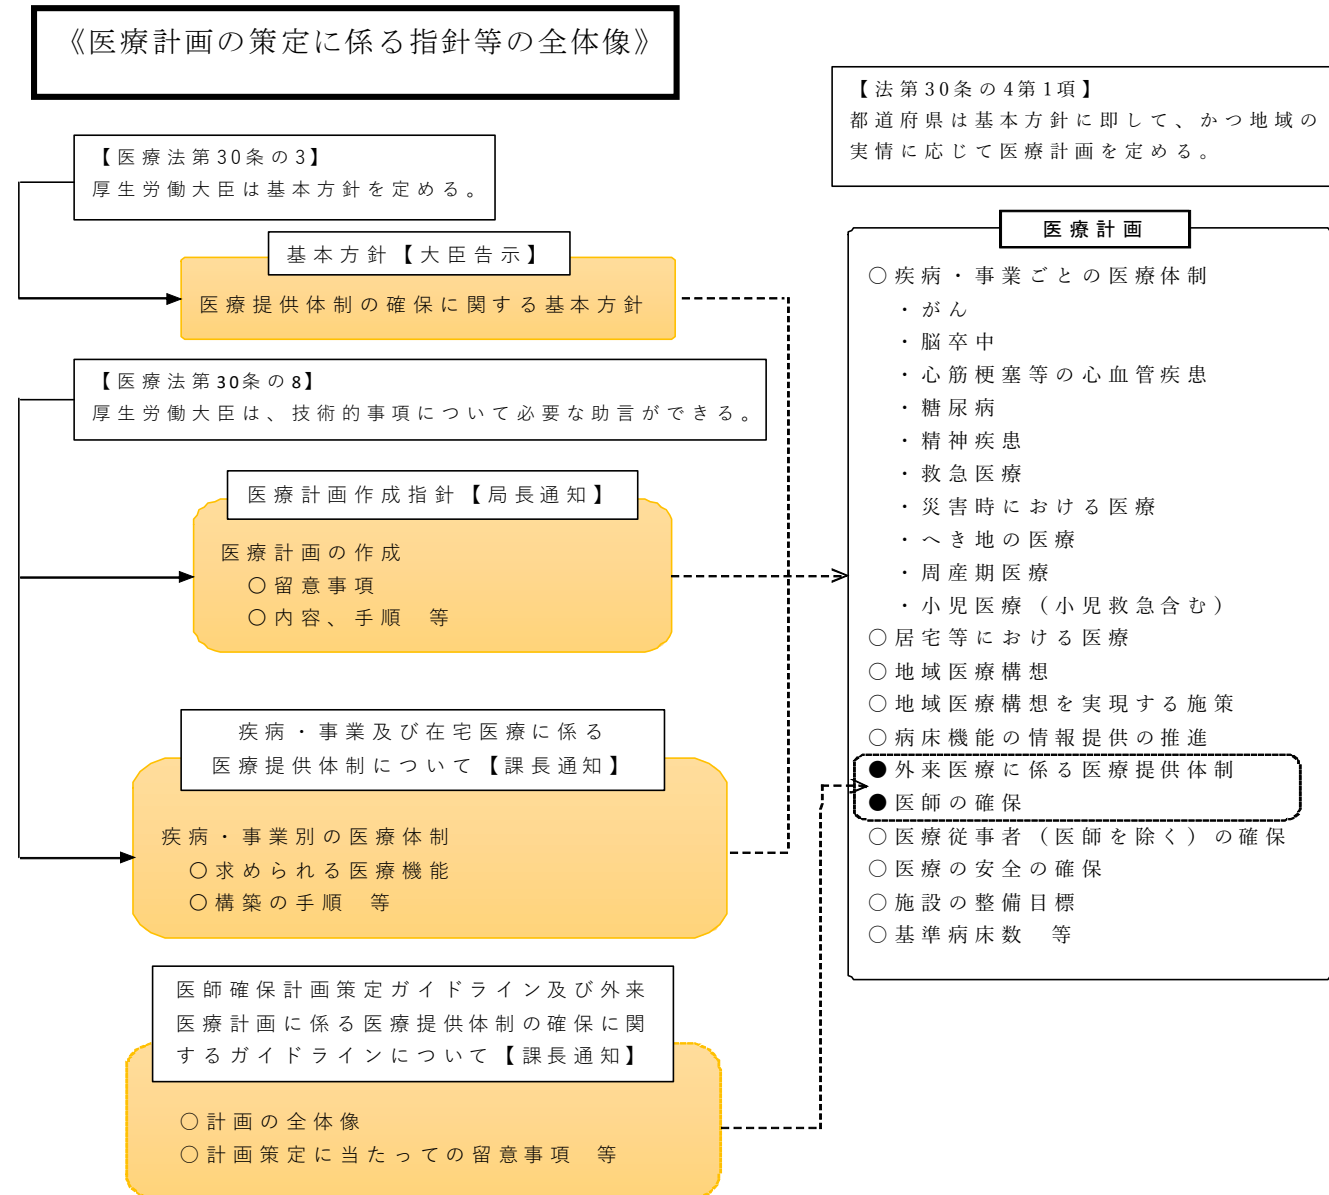 《医療計画の策定に係る指針等の全体像》
【医療法第30条の3】
厚生労働大臣は基本方針を定める。
基本方針【大臣告示】
医療提供体制の確保に関する基本方針
【医療法第30条の8】
厚生労働大臣は、技術的事項について必要な助言ができる。
医療計画作成指針【局長通知】
医療計画の作成
○留意事項
○内容、手順 等
疾病・事業及び在宅医療に係る
医療提供体制について【課長通知】
疾病・事業別の医療体制
○求められる医療機能
○構築の手順 等
医師確保計画策定ガイドライン及び外来
医療計画に係る医療提供体制の確保に関
するガイドラインについて【課長通知】
○計画の全体像
○計画策定に当たっての留意事項 等
【法第30条の4第1項】
都道府県は基本方針に即して、かつ地域の
実情に応じて医療計画を定める。
医療計画
○疾病・事業ごとの医療体制
・がん
・脳卒中
・心筋梗塞等の心血管疾患
・糖尿病
・精神疾患
・救急医療
・災害時における医療
・へき地の医療
・周産期医療
・小児医療（小児救急含む）
○居宅等における医療
○地域医療構想
○地域医療構想を実現する施策
○病床機能の情報提供の推進
●外来医療に係る医療提供体制
●医師の確保
○医療従事者（医師を除く）の確保
○医療の安全の確保
○施設の整備目標
○基準病床数 等